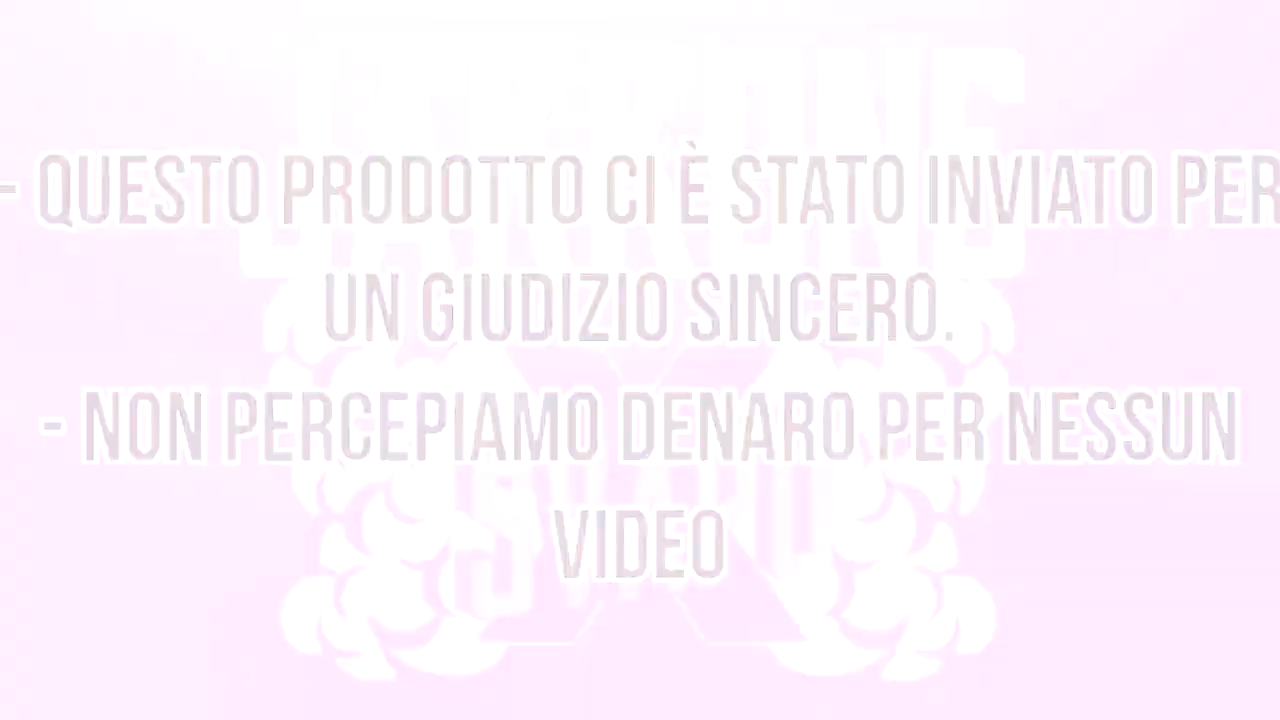 - QUESTO PRODOTTO CI È STATO INVIATO PER
UN GIUDIZIO SINCERO.
- NON PERCEPIAMO DENARO PER NESSUN
VIDEO